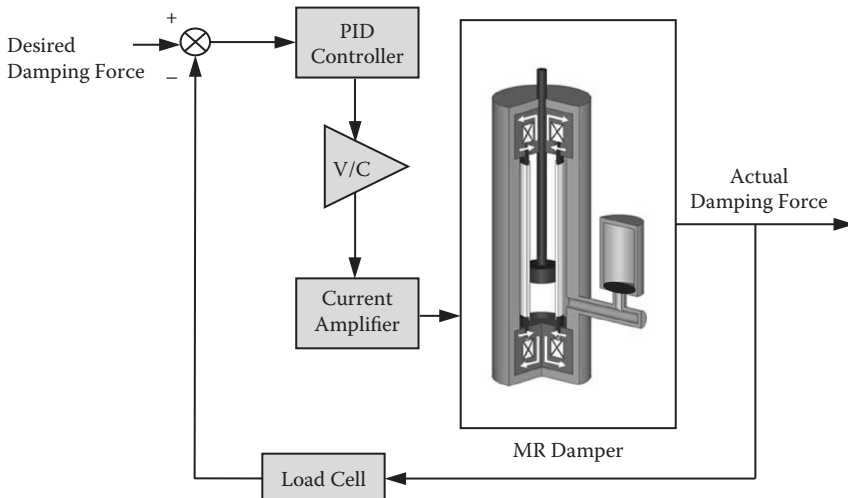 +
Desired
Damping Force
−
PID
Controller
V/C
Current
Amplifier
MR Damper
Actual
Damping Force
Load Cell